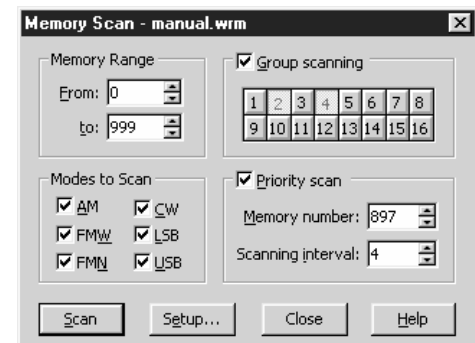 Memory Scan - manual.wrm
Memory Range
From: 0
to: 999
Group scanning
1 2 3 4 5 6 7 8
9 10 11 12 13 14 15 16
Modes to Scan
AM CW
FMW LSB
FMN USB
Priority scan
Memory number: 897
Scanning interval: 4
Scan Setup... Close Help